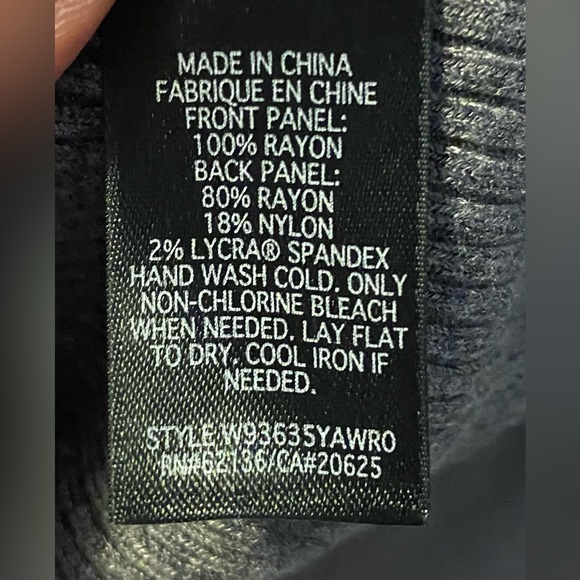 MADE IN CHINA
FABRIQUE EN CHINE
FRONT PANEL:
100% RAYON
BACK PANEL:
80% RAYON
18% NYLON
2% LYCRA® SPANDEX
HAND WASH COLD. ONLY
NON-CHLORINE BLEACH
WHEN NEEDED. LAY FLAT
TO DRY. COOL IRON IF
NEEDED.
STYLE W93635YAWRO
RN#62136/CA#20625